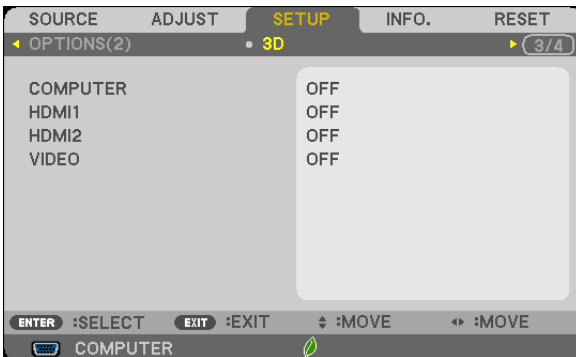 SOURCE ADJUST SETUP INFO. RESET
OPTIONS(2) 3D 3/4
COMPUTER OFF
HDMI1 OFF
HDMI2 OFF
VIDEO OFF
ENTER :SELECT EXIT :EXIT :MOVE :MOVE
COMPUTER